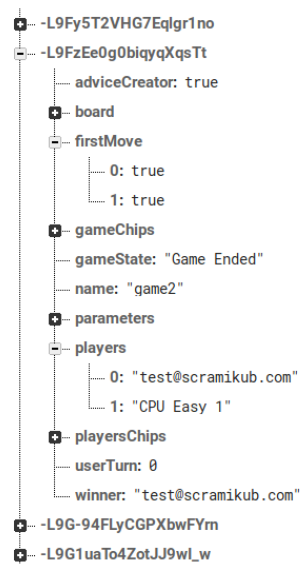 -L9Fy5T2VHG7Eqlgr1no
-L9FzEe0g0biqyqXqsTt
adviceCreator: true
board
firstMove
0: true
1: true
gameChips
gameState: "Game Ended"
name: "game2"
parameters
players
0: "test@scramikub.com"
1: "CPU Easy 1"
playersChips
userTurn: 0
winner: "test@scramikub.com"
-L9G-94FLyCGPXbwFYrn
-L9G1uaTo4ZotJJ9wl_w